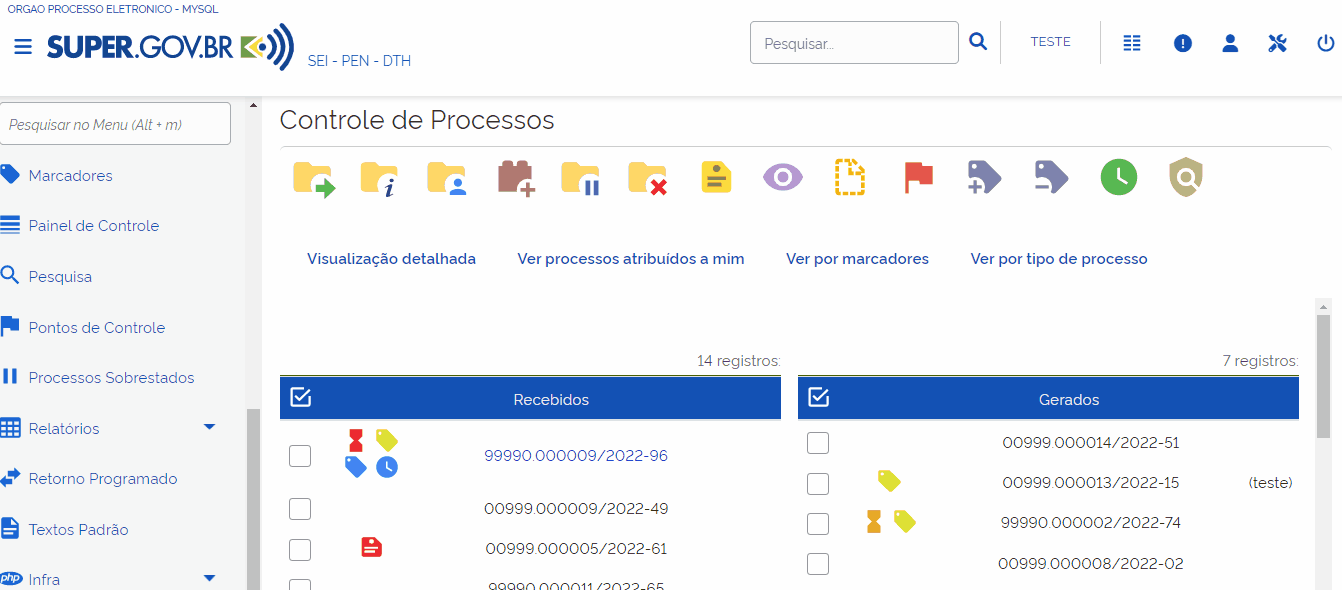 ORGAO PROCESSO ELETRONICO - MYSQL
SUPER.GOV.BR
SEI - PEN - DTH
Pesquisar...
TESTE
Pesquisar no Menu (Alt + m)
Marcadores
Painel de Controle
Pesquisa
Pontos de Controle
Processos Sobrestados
Relatórios
Retorno Programado
Textos Padrão
php Infra
Controle de Processos
Visualização detalhada
Ver processos atribuídos a mim
Ver por marcadores
Ver por tipo de processo
14 registros:
Recebidos
99990.000009/2022-96
00999.000009/2022-49
00999.000005/2022-61
99990.000011/2022-65
7 registros:
Gerados
00999.000014/2022-51
00999.000013/2022-15 (teste)
99990.000002/2022-74
00999.000008/2022-02